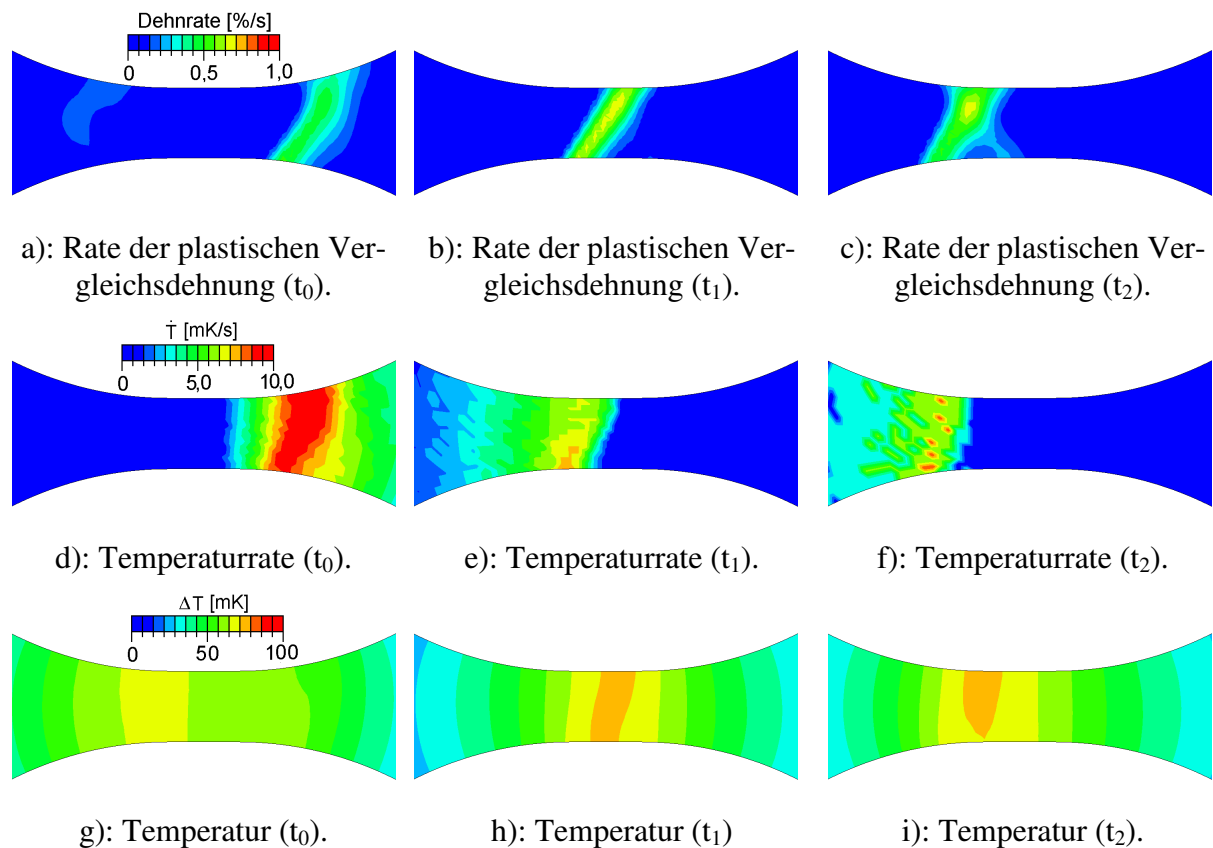 Dehnrate [%/s]
0 0,5 1,0
a): Rate der plastischen Ver-
gleichsdehnung (t₀).
b): Rate der plastischen Ver-
gleichsdehnung (t₁).
c): Rate der plastischen Ver-
gleichsdehnung (t₂).
Ṫ [mK/s]
0 5,0 10,0
d): Temperaturrate (t₀).
e): Temperaturrate (t₁).
f): Temperaturrate (t₂).
ΔT [mK]
0 50 100
g): Temperatur (t₀).
h): Temperatur (t₁)
i): Temperatur (t₂).